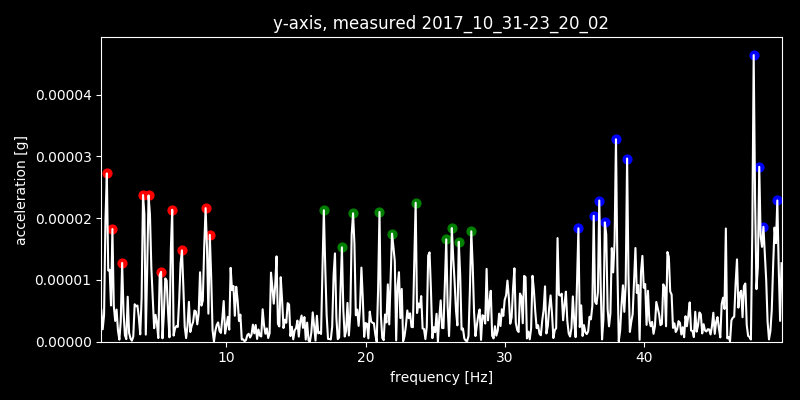 y-axis, measured 2017_10_31-23_20_02
0.00004
0.00003
0.00002
0.00001
0.00000
acceleration [g]
10 20 30 40
frequency [Hz]